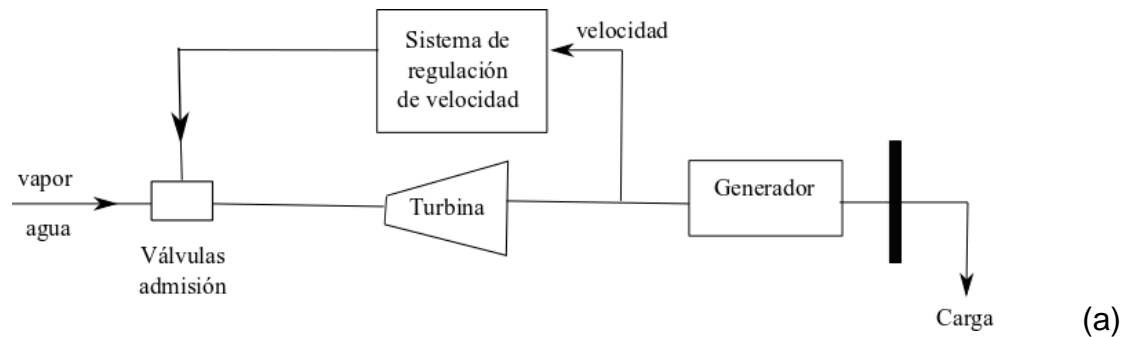 Sistema de
regulación
de velocidad
velocidad
vapor
agua
Válvulas
admisión
Turbina
Generador
Carga
(a)